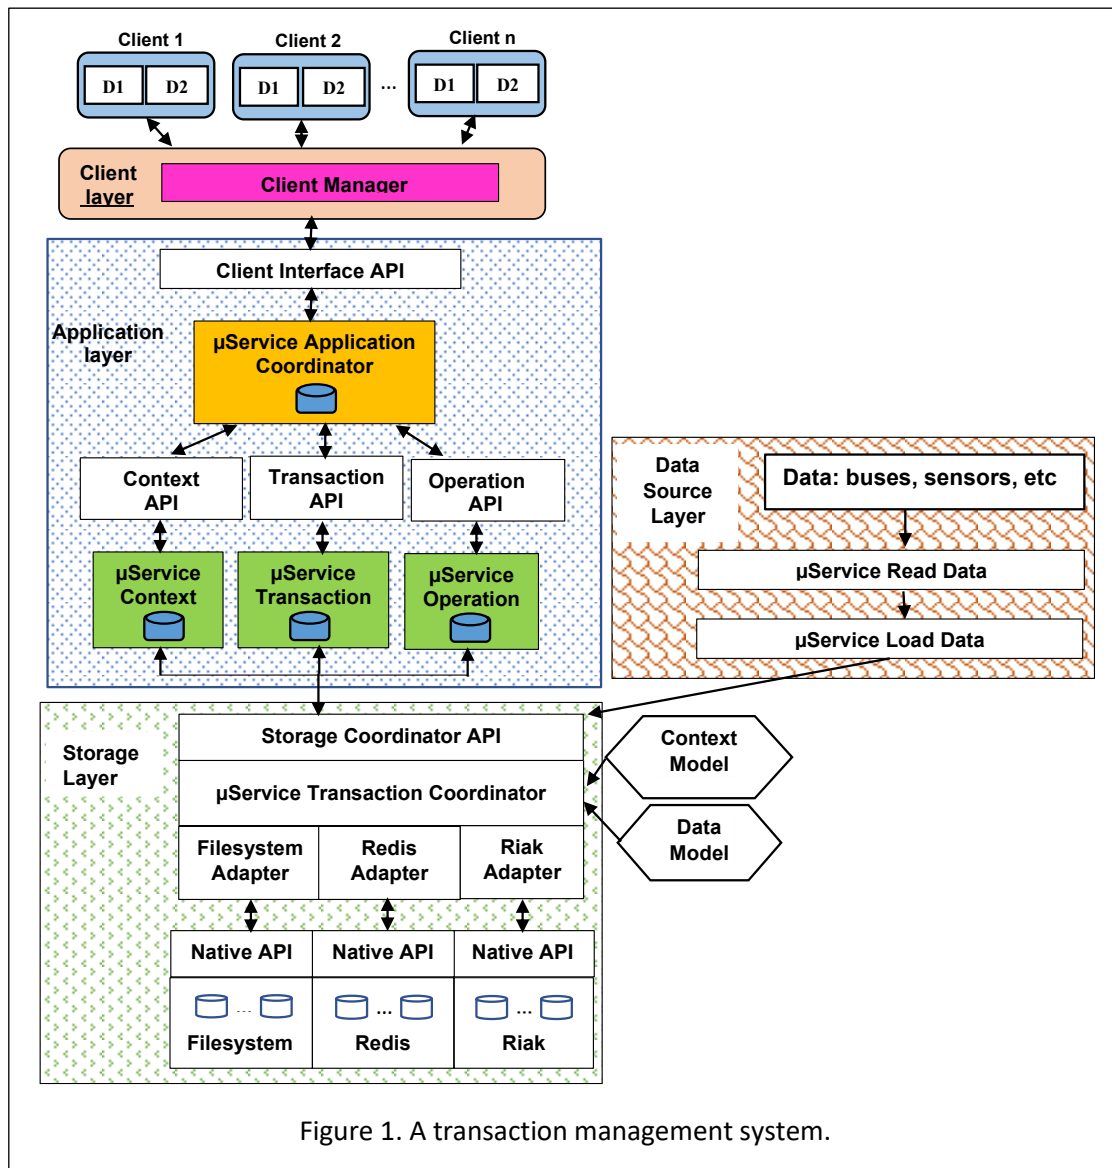 Client 1
Client 2
Client n
D1 D2
D1 D2
...
D1 D2
Client
layer
Client Manager
Client Interface API
Application
layer
µService Application
Coordinator
Context
API
Transaction
API
Operation
API
µService
Context
µService
Transaction
µService
Operation
Data
Source
Layer
Data: buses, sensors, etc
µService Read Data
µService Load Data
Storage
Layer
Storage Coordinator API
µService Transaction Coordinator
Context
Model
Data
Model
Filesystem
Adapter
Redis
Adapter
Riak
Adapter
Native API
Native API
Native API
...
...
...
Filesystem
Redis
Riak
Figure 1. A transaction management system.